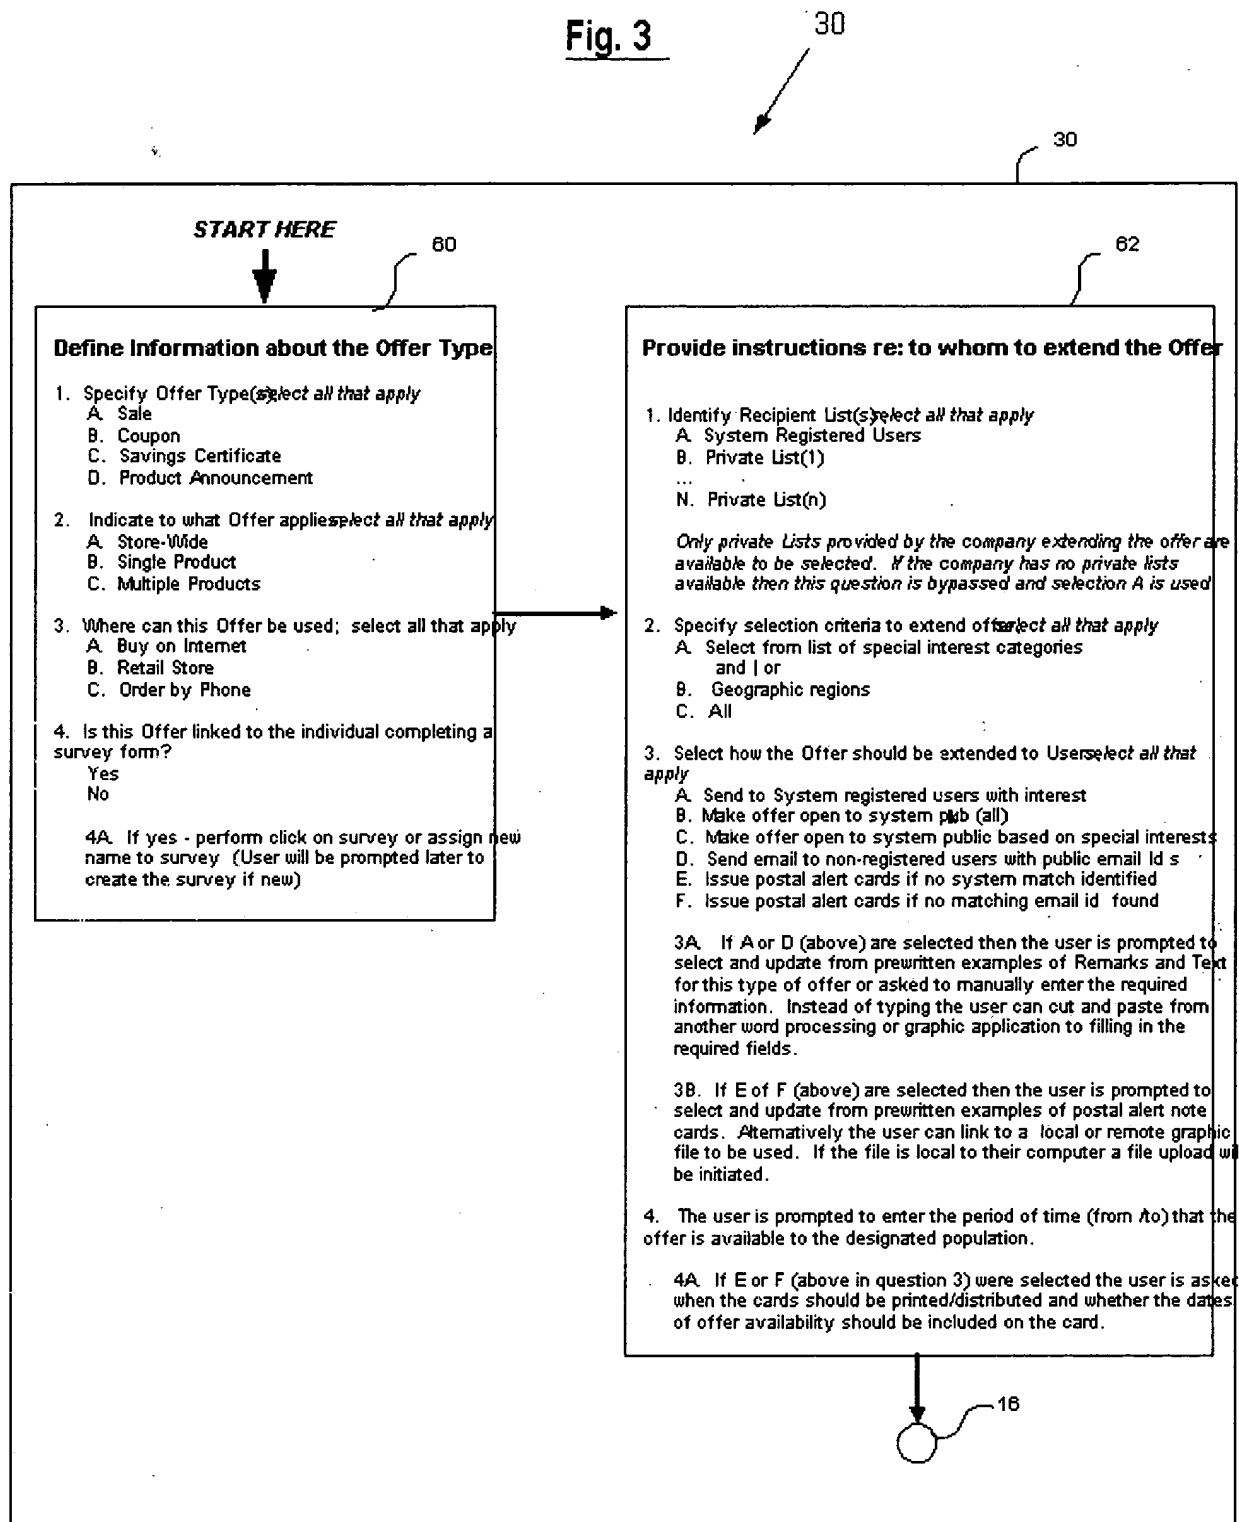 Fig. 3
30
30
START HERE
60
Define Information about the Offer Type
1. Specify Offer Type(s); select all that apply
A. Sale
B. Coupon
C. Savings Certificate
D. Product Announcement
2. Indicate to what Offer applies select all that apply
A. Store-Wide
B. Single Product
C. Multiple Products
3. Where can this Offer be used; select all that apply
A. Buy on Internet
B. Retail Store
C. Order by Phone
4. Is this Offer linked to the individual completing a
survey form?
Yes
No
4A. If yes - perform click on survey or assign new
name to survey (User will be prompted later to
create the survey if new)
62
Provide instructions re: to whom to extend the Offer
1. Identify Recipient List(s) select all that apply
A. System Registered Users
B. Private List(1)
...
N. Private List(n)
Only private Lists provided by the company extending the offer are
available to be selected. If the company has no private lists
available then this question is bypassed and selection A is used
2. Specify selection criteria to extend offer, select all that apply
A. Select from list of special interest categories
and | or
B. Geographic regions
C. All
3. Select how the Offer should be extended to User select all that
apply
A. Send to System registered users with interest
B. Make offer open to system pub (all)
C. Make offer open to system public based on special interests
D. Send email to non-registered users with public email Id s
E. Issue postal alert cards if no system match identified
F. Issue postal alert cards if no matching email id found
3A. If A or D (above) are selected then the user is prompted to
select and update from prewritten examples of Remarks and Text
for this type of offer or asked to manually enter the required
information. Instead of typing the user can cut and paste from
another word processing or graphic application to filling in the
required fields.
3B. If E of F (above) are selected then the user is prompted to
select and update from prewritten examples of postal alert note
cards. Alternatively the user can link to a local or remote graphic
file to be used. If the file is local to their computer a file upload wil
be initiated.
4. The user is prompted to enter the period of time (from /to) that the
offer is available to the designated population.
4A. If E or F (above in question 3) were selected the user is asked
when the cards should be printed/distributed and whether the dates
of offer availability should be included on the card.
16